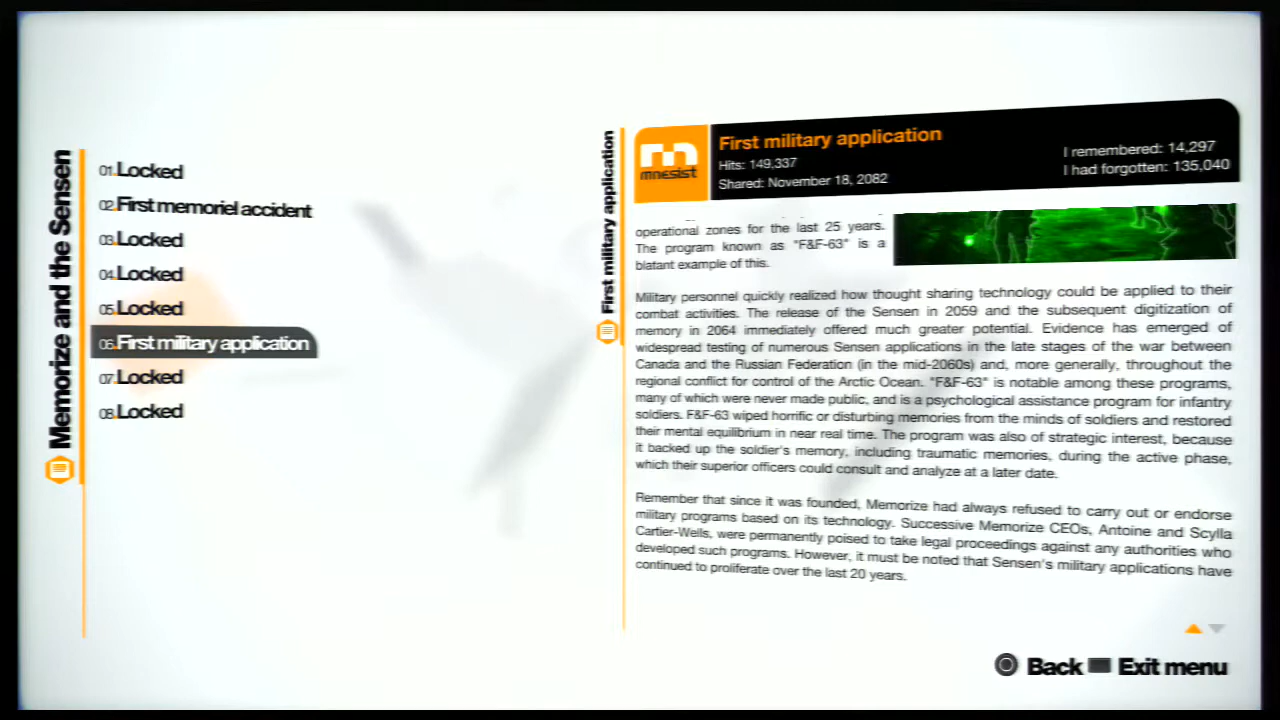 Memorize and the Sensen
01.Locked
02.First memoriel accident
03.Locked
04.Locked
05.Locked
06.First military application
07.Locked
08.Locked
First military application
mnesist
First military application
Hits: 149,337
Shared: November 18, 2082
I remembered: 14,297
I had forgotten: 135,040
operational zones for the last 25 years.
The program known as "F&F-63" is a
blatant example of this.
Military personnel quickly realized how thought sharing technology could be applied to their
combat activities. The release of the Sensen in 2059 and the subsequent digitization of
memory in 2064 immediately offered much greater potential. Evidence has emerged of
widespread testing of numerous Sensen applications in the late stages of the war between
Canada and the Russian Federation (in the mid-2060s) and, more generally, throughout the
regional conflict for control of the Arctic Ocean. "F&F-63" is notable among these programs,
many of which were never made public, and is a psychological assistance program for infantry
soldiers. F&F-63 wiped horrific or disturbing memories from the minds of soldiers and restored
their mental equilibrium in near real time. The program was also of strategic interest, because
it backed up the soldier's memory, including traumatic memories, during the active phase,
which their superior officers could consult and analyze at a later date.
Remember that since it was founded, Memorize had always refused to carry out or endorse
military programs based on its technology. Successive Memorize CEOs, Antoine and Scylla
Cartier-Wells, were permanently poised to take legal proceedings against any authorities who
developed such programs. However, it must be noted that Sensen's military applications have
continued to proliferate over the last 20 years.
Back Exit menu